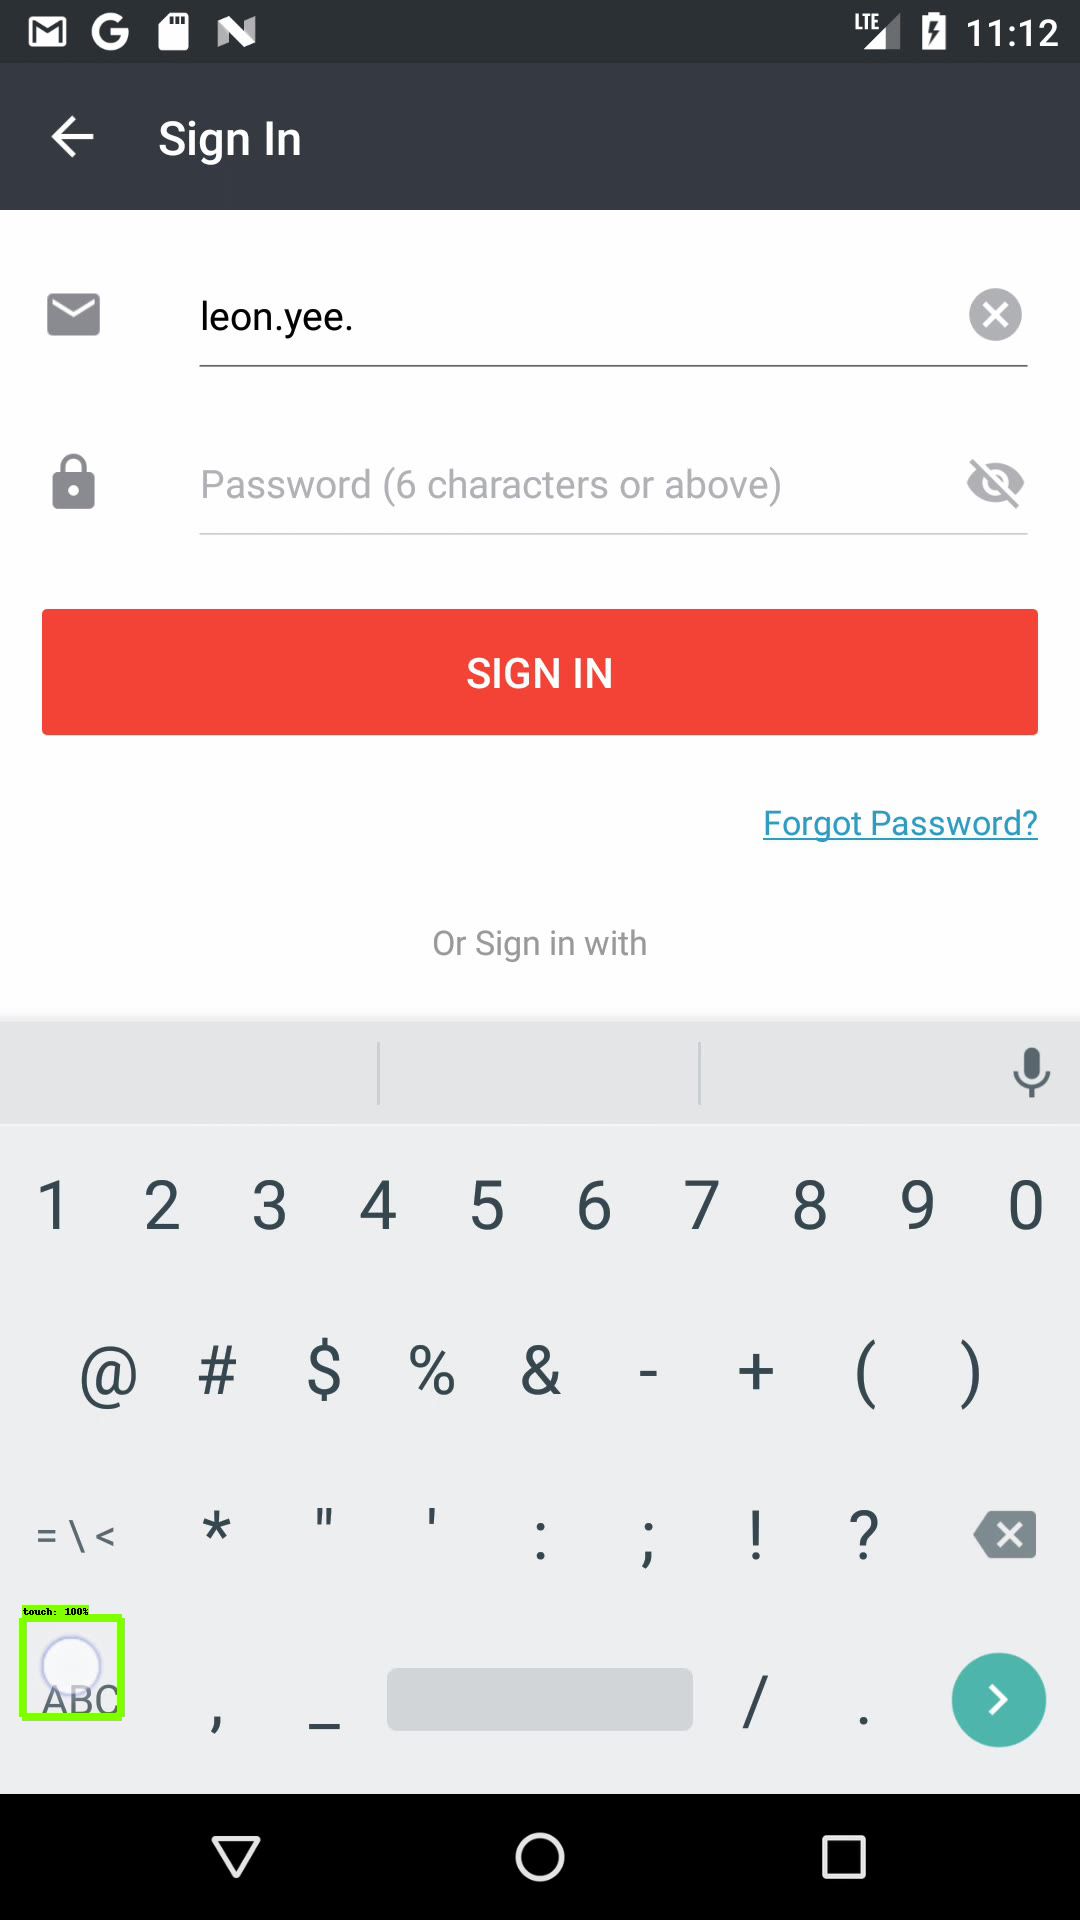 LTE 11:12
Sign In
leon.yee.
Password (6 characters or above)
SIGN IN
Forgot Password?
Or Sign in with
1 2 3 4 5 6 7 8 9 0
@ # $ % & - + ( )
= \ < * " ' : ; ! ?
touch: 100%
ABC , _ / .